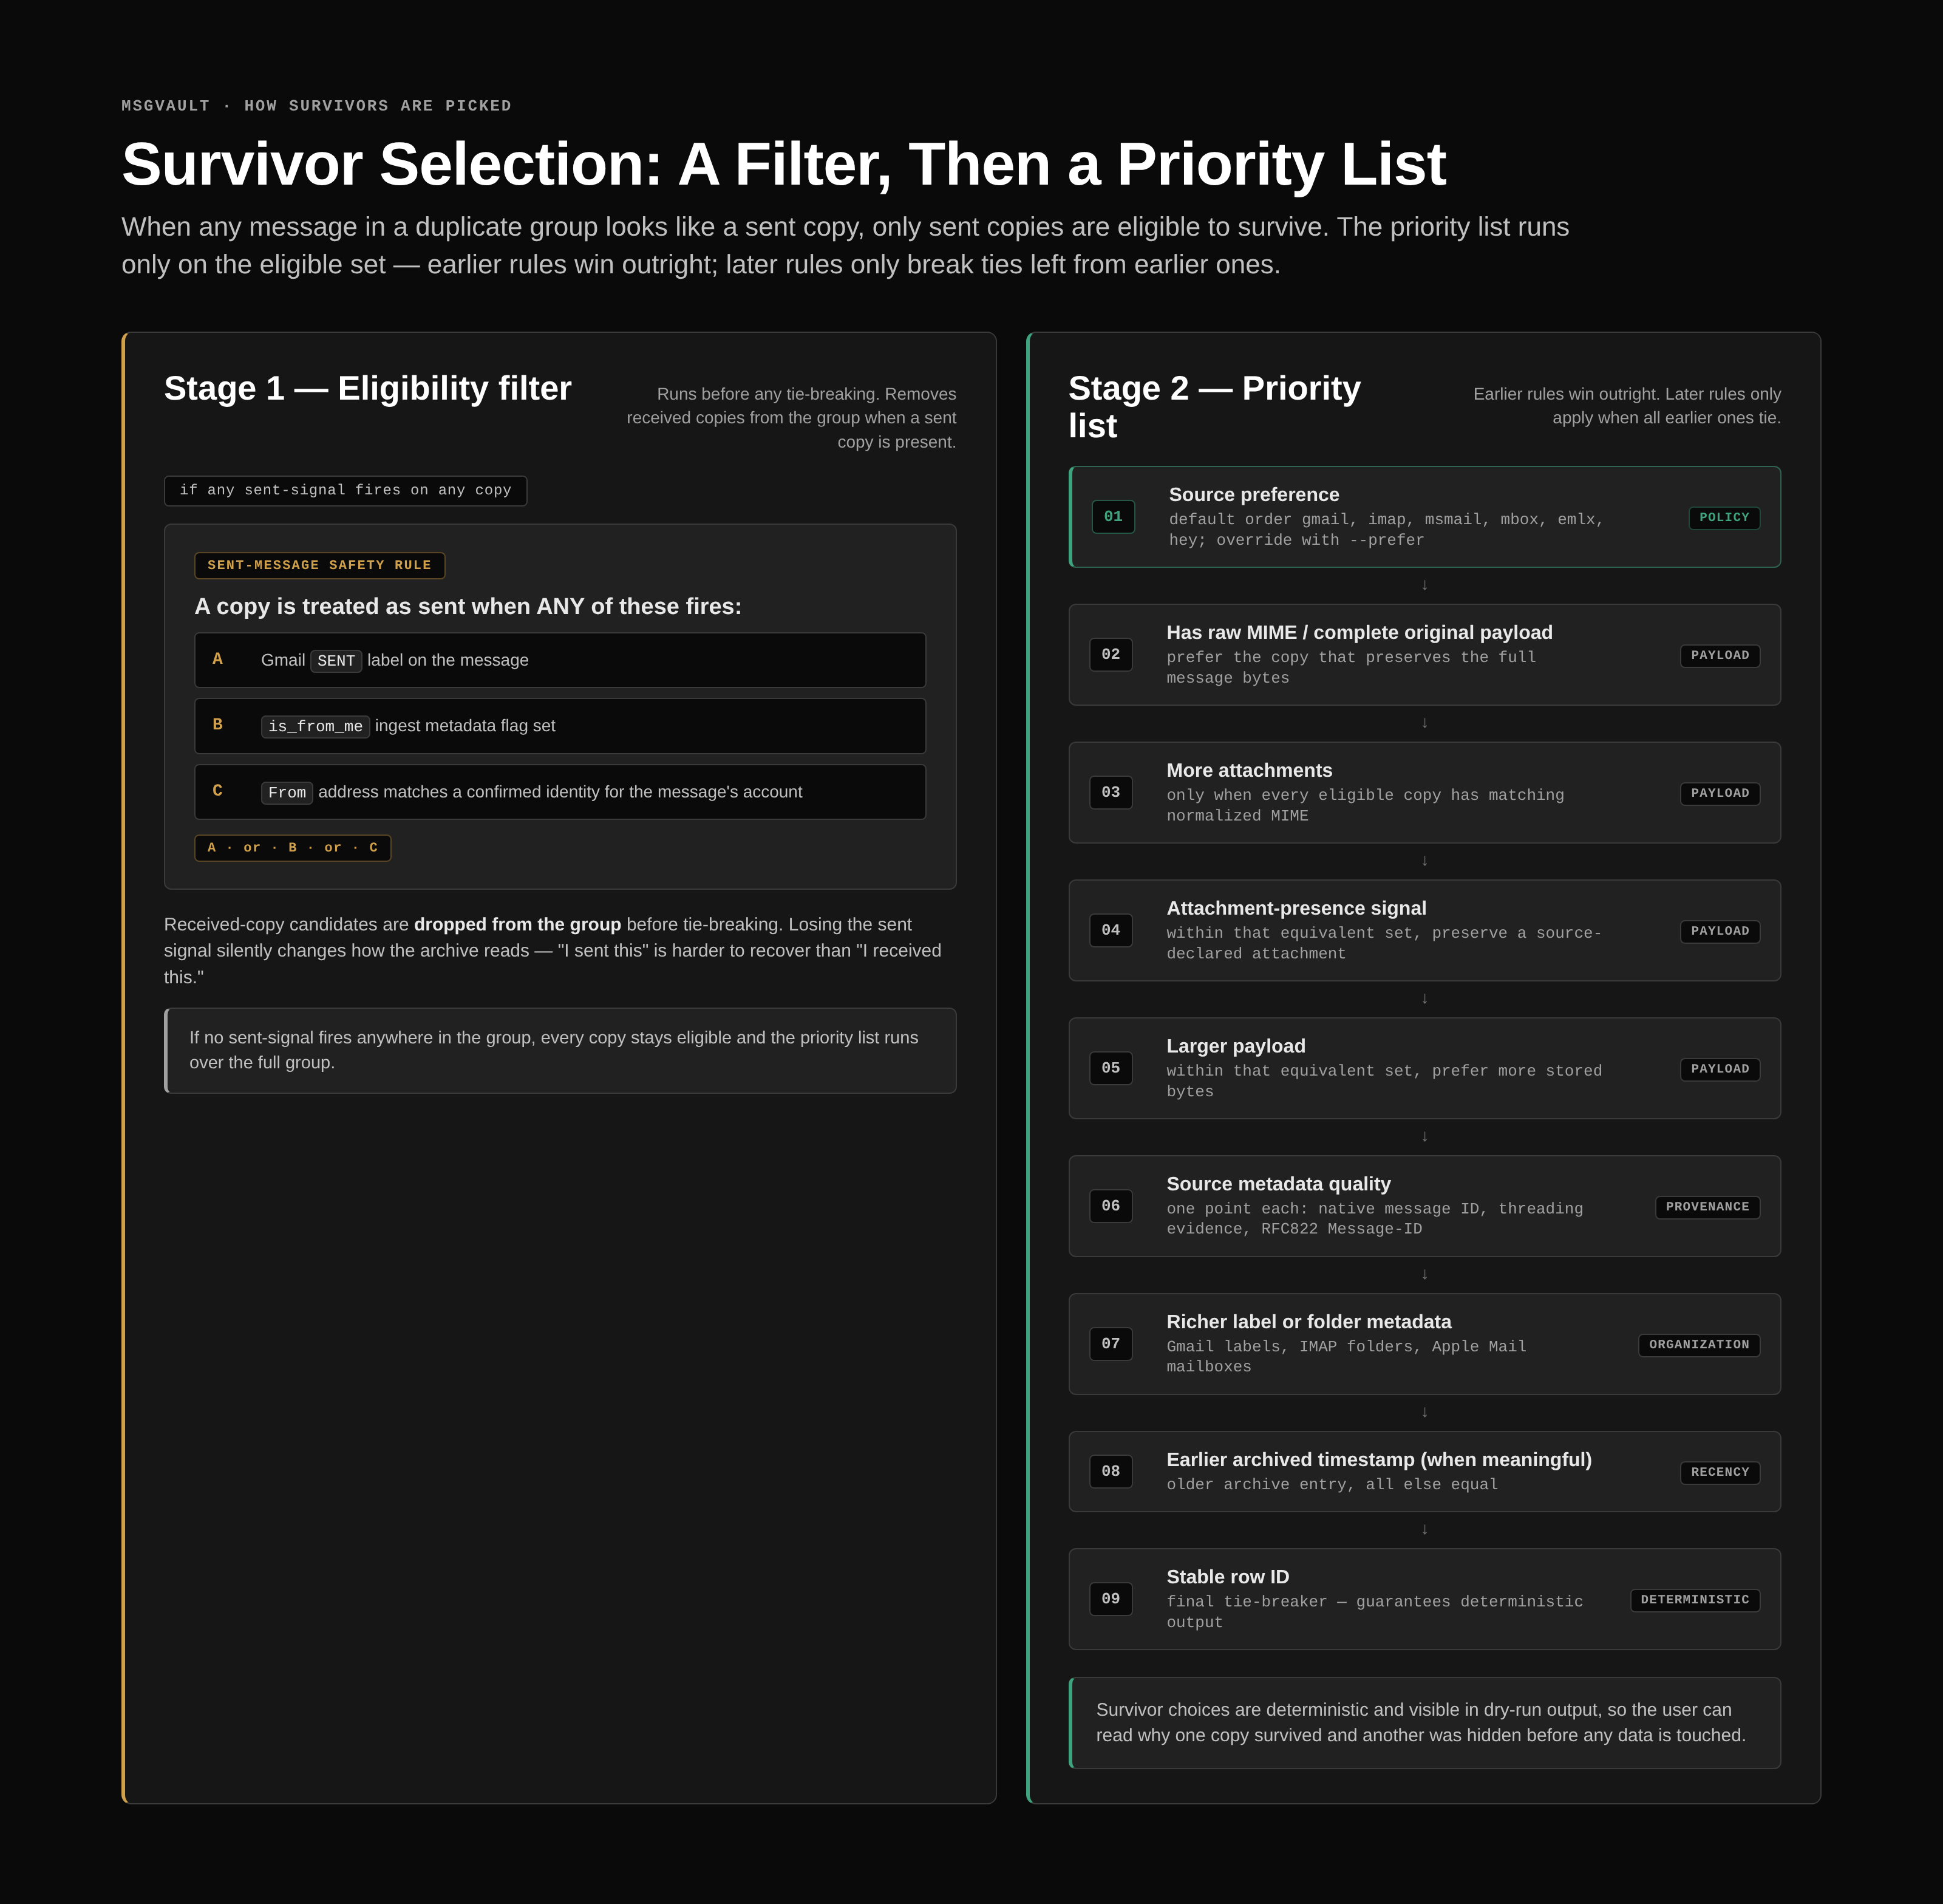 MSGVAULT · HOW SURVIVORS ARE PICKED
Survivor Selection: A Filter, Then a Priority List
When any message in a duplicate group looks like a sent copy, only sent copies are eligible to survive. The priority list runs
only on the eligible set — earlier rules win outright; later rules only break ties left from earlier ones.
Stage 1 — Eligibility filter
Runs before any tie-breaking. Removes
received copies from the group when a sent
copy is present.
if any sent-signal fires on any copy
SENT-MESSAGE SAFETY RULE
A copy is treated as sent when ANY of these fires:
A Gmail SENT label on the message
B is_from_me ingest metadata flag set
C From address matches a confirmed identity for the message's account
A · or · B · or · C
Received-copy candidates are dropped from the group before tie-breaking. Losing the sent
signal silently changes how the archive reads — "I sent this" is harder to recover than "I received
this."
If no sent-signal fires anywhere in the group, every copy stays eligible and the priority list runs
over the full group.
Stage 2 — Priority
list
Earlier rules win outright. Later rules only
apply when all earlier ones tie.
01
Source preference
default order gmail, imap, msmail, mbox, emlx,
hey; override with --prefer
POLICY
↓
02
Has raw MIME / complete original payload
prefer the copy that preserves the full
message bytes
PAYLOAD
↓
03
More attachments
only when every eligible copy has matching
normalized MIME
PAYLOAD
↓
04
Attachment-presence signal
within that equivalent set, preserve a source-
declared attachment
PAYLOAD
↓
05
Larger payload
within that equivalent set, prefer more stored
bytes
PAYLOAD
↓
06
Source metadata quality
one point each: native message ID, threading
evidence, RFC822 Message-ID
PROVENANCE
↓
07
Richer label or folder metadata
Gmail labels, IMAP folders, Apple Mail
mailboxes
ORGANIZATION
↓
08
Earlier archived timestamp (when meaningful)
older archive entry, all else equal
RECENCY
↓
09
Stable row ID
final tie-breaker — guarantees deterministic
output
DETERMINISTIC
Survivor choices are deterministic and visible in dry-run output, so the user can
read why one copy survived and another was hidden before any data is touched.